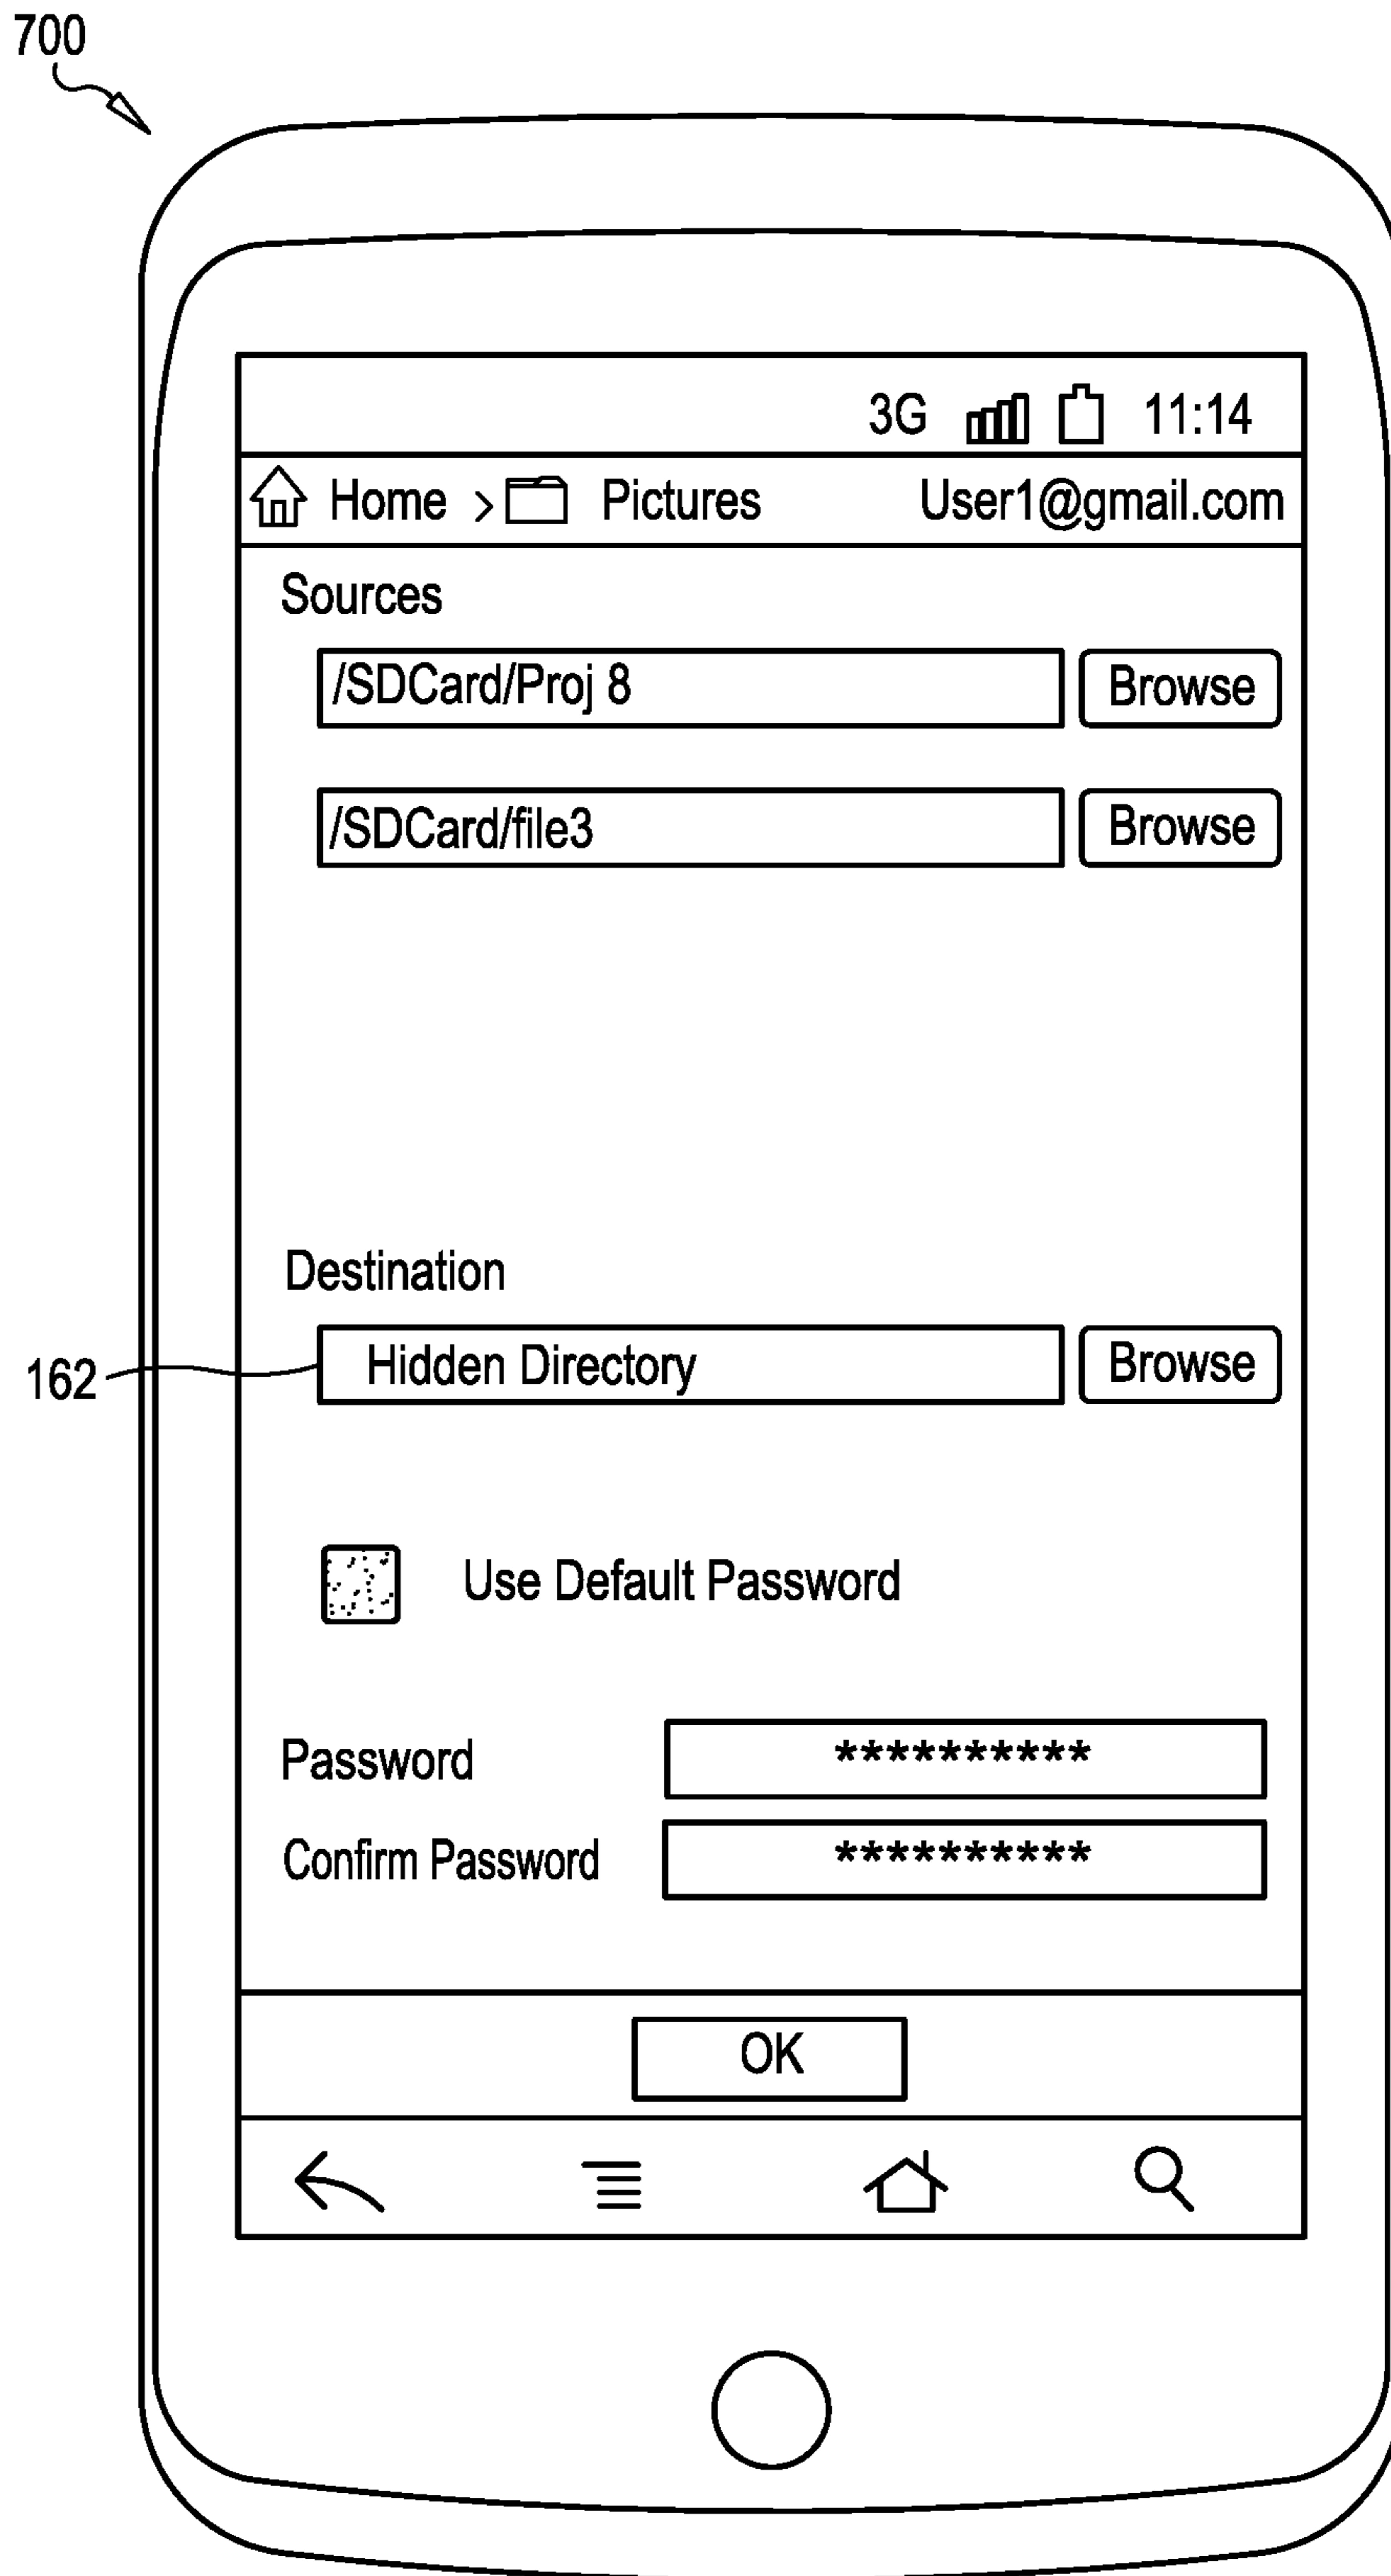 700
3G 11:14
Home > Pictures User1@gmail.com
Sources
/SDCard/Proj 8 Browse
/SDCard/file3 Browse
Destination
162 Hidden Directory Browse
Use Default Password
Password **********
Confirm Password **********
OK